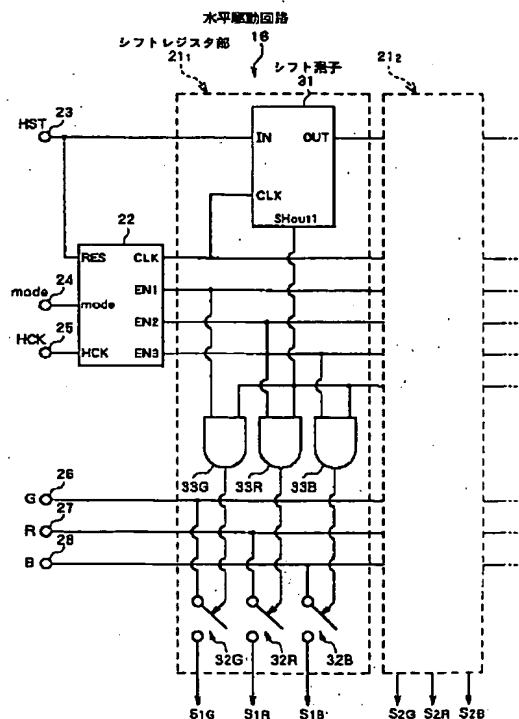 水平駆動回路
16
シフトレジスタ部
21₁
シフト素子
31
21₂
HST 23
IN OUT
CLK
SHout1
22
RES CLK
mode 24
mode
EN1
EN2
HCK 25
HCK
EN3
33G 33R 33B
G 26
R 27
B 28
32G 32R 32B
S1G S1R S1B S2G S2R S2B